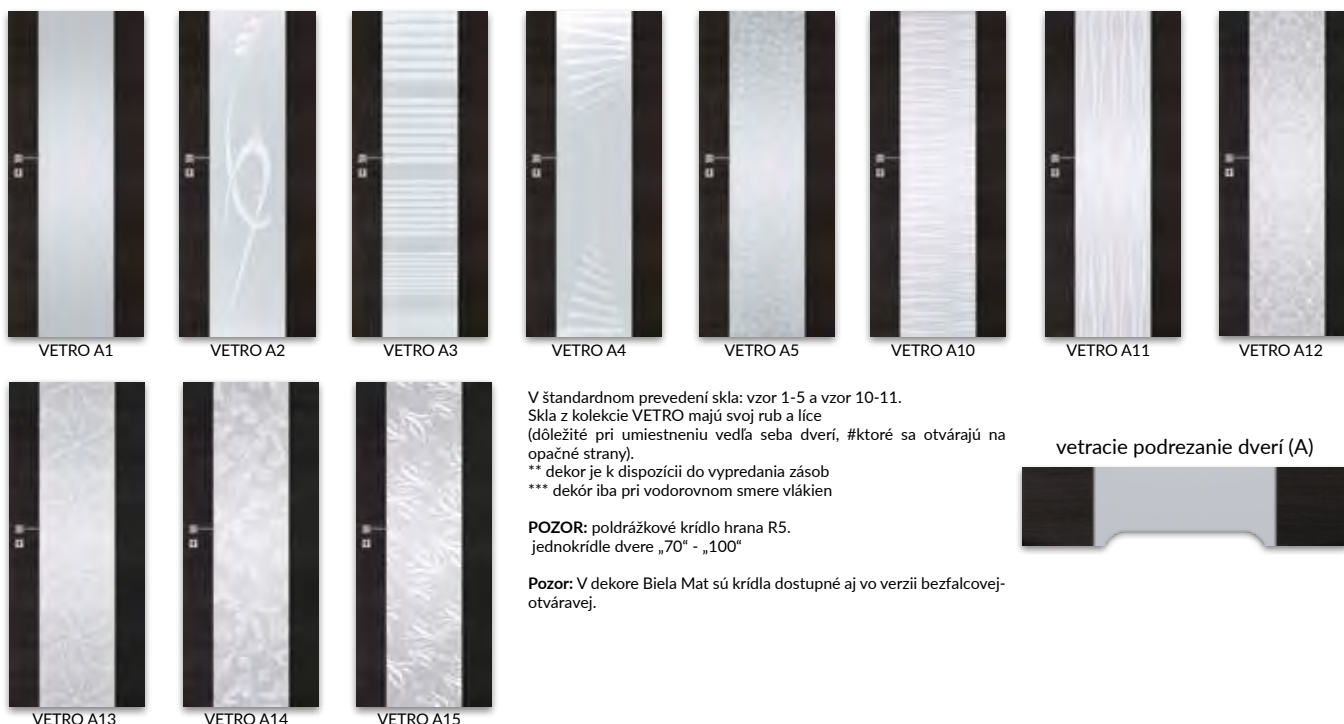 VETRO A1
VETRO A2
VETRO A3
VETRO A4
VETRO A5
VETRO A10
VETRO A11
VETRO A12
VETRO A13
VETRO A14
VETRO A15
V štandardnom prevedení skla: vzor 1-5 a vzor 10-11.
Skla z kolekcie VETRO majú svoj rub a líce
(dôležité pri umiestneniu vedľa seba dverí, #ktoré sa otvárajú na
opačné strany).
** dekor je k dispozícii do vypredania zásob
*** dekór iba pri vodorovnom smere vlákien
POZOR: poldrážkové krídlo hrana R5.
jednokrídle dvere „70“ - „100“
Pozor: V dekore Biela Mat sú krídla dostupné aj vo verzii bezfalcovej-
otváravej.
vetracie podrezanie dverí (A)